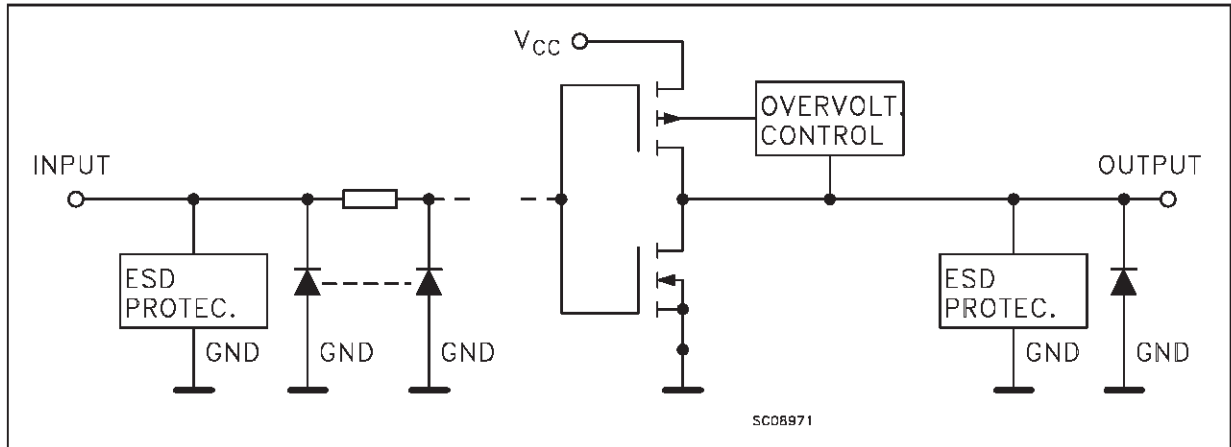 VCC
OVERVOLT.
CONTROL
INPUT
OUTPUT
ESD
PROTEC.
ESD
PROTEC.
GND
GND
GND
GND
GND
SC08971